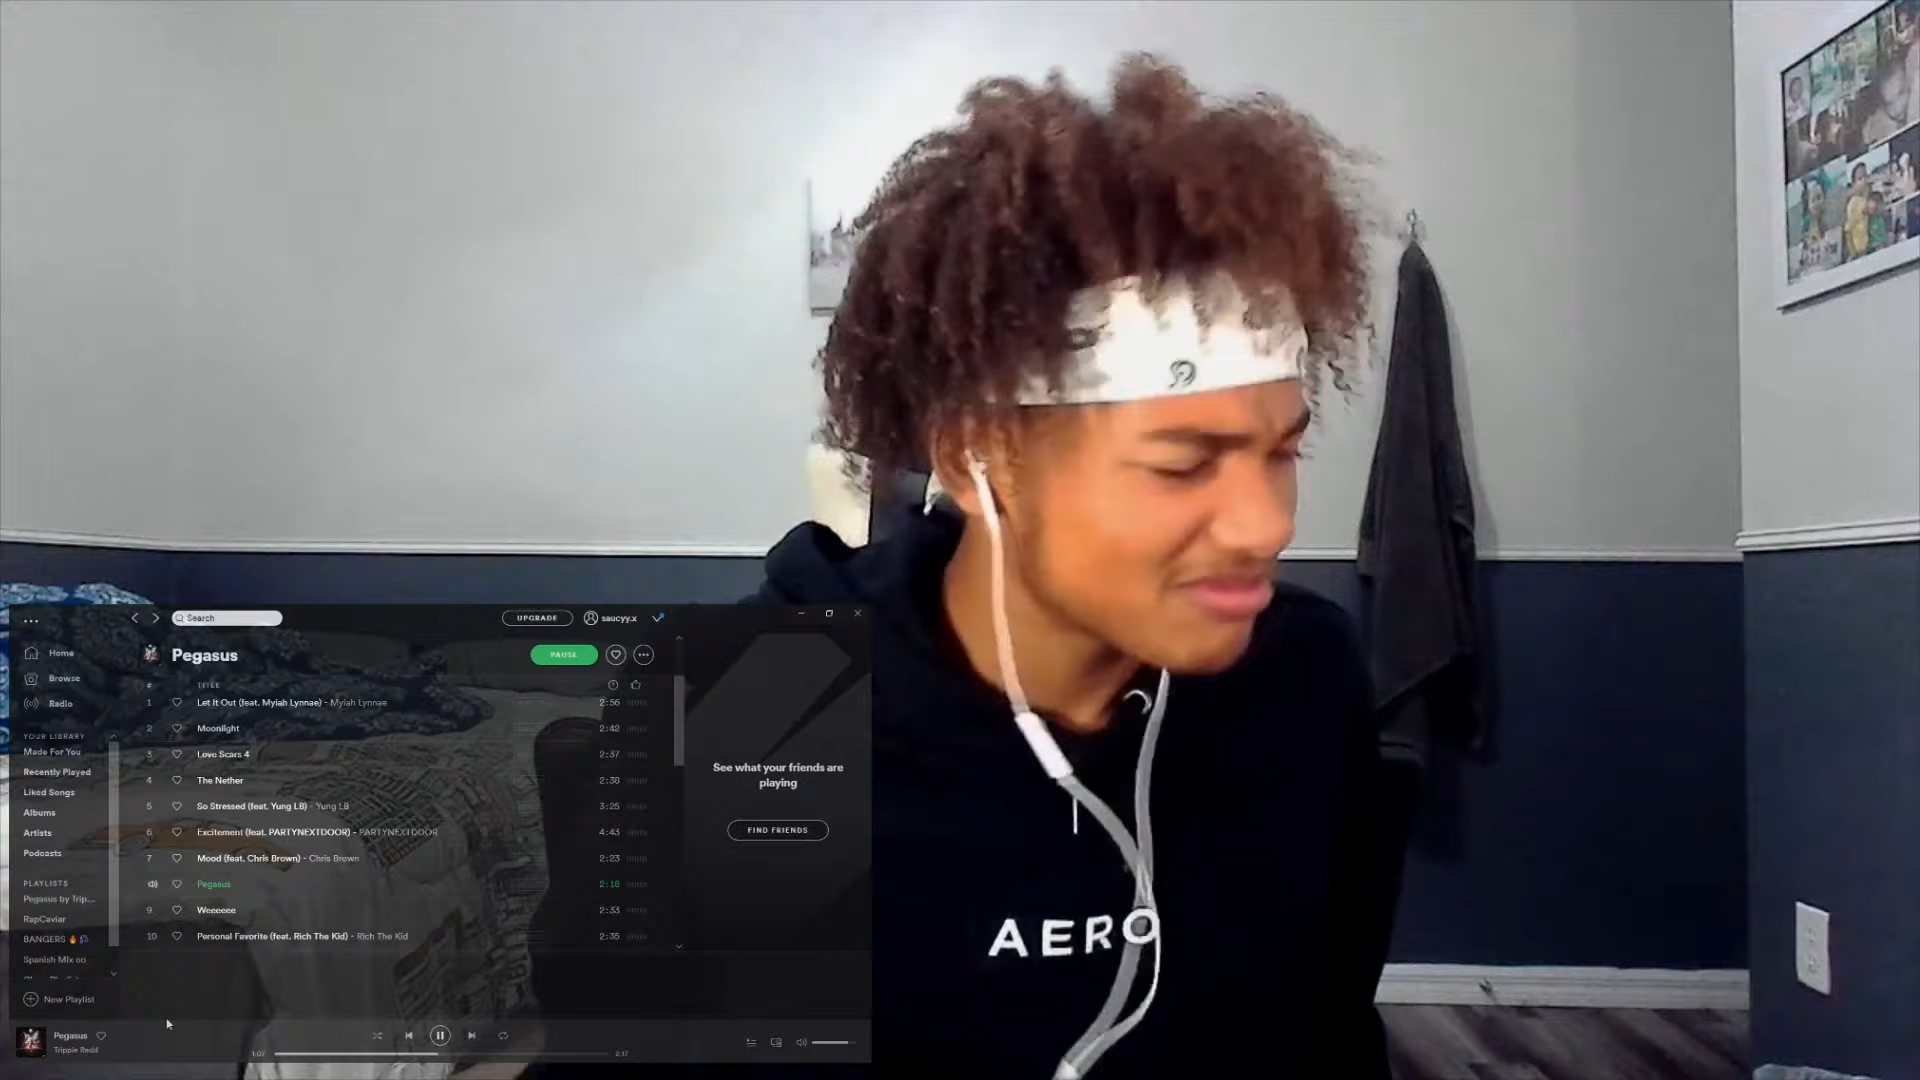 Search
UPGRADE
saucyy.x
Home
Browse
Radio
YOUR LIBRARY
Made For You
Recently Played
Liked Songs
Albums
Artists
Podcasts
PLAYLISTS
Pegasus by Trip...
RapCaviar
BANGERS 🔥
Spanish Mix oo
New Playlist
Pegasus
PAUSE
# TITLE
1 Let It Out (feat. Myiah Lynnae) - Myiah Lynnae 2:56
2 Moonlight 2:42
3 Love Scars 4 2:37
4 The Nether 2:30
5 So Stressed (feat. Yung LB) - Yung LB 3:25
6 Excitement (feat. PARTYNEXTDOOR) - PARTYNEXTDOOR 4:43
7 Mood (feat. Chris Brown) - Chris Brown 2:23
Pegasus 2:18
9 Weeeeee 2:33
10 Personal Favorite (feat. Rich The Kid) - Rich The Kid 2:35
See what your friends are
playing
FIND FRIENDS
Pegasus
Trippie Redd
1:07
2:17
AERO